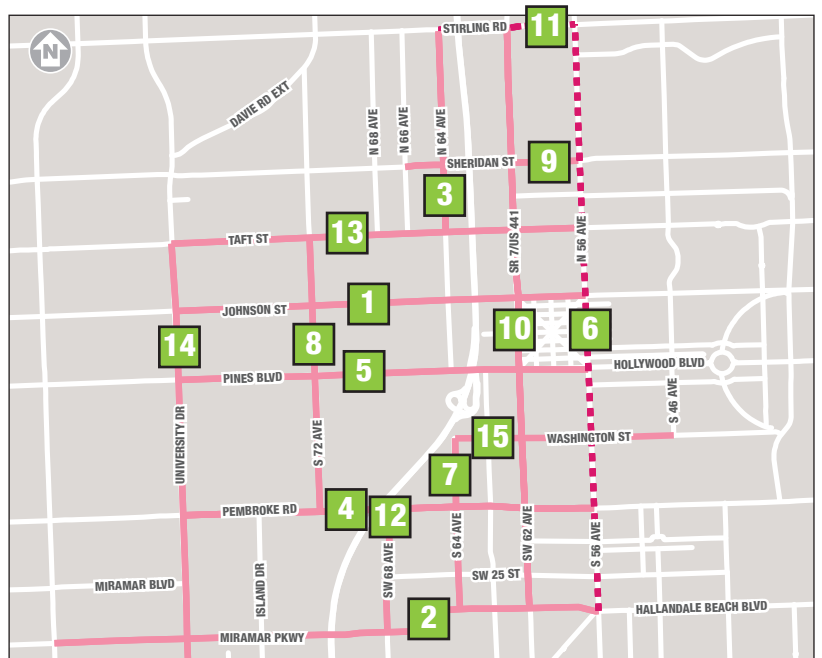 11
STIRLING RD
N
DAVIE RD EXT
N 68 AVE
N 66 AVE
N 64 AVE
SHERIDAN ST
9
3
SR 7/US 441
N 56 AVE
13
TAFT ST
1
JOHNSON ST
14
8
10
6
5
PINES BLVD
HOLLYWOOD BLVD
S 46 AVE
UNIVERSITY DR
S 72 AVE
15
WASHINGTON ST
7
4
12
PEMBROKE RD
S 64 AVE
SW 62 AVE
S 56 AVE
SW 68 AVE
SW 25 ST
MIRAMAR BLVD
ISLAND DR
2
HALLANDALE BEACH BLVD
MIRAMAR PKWY